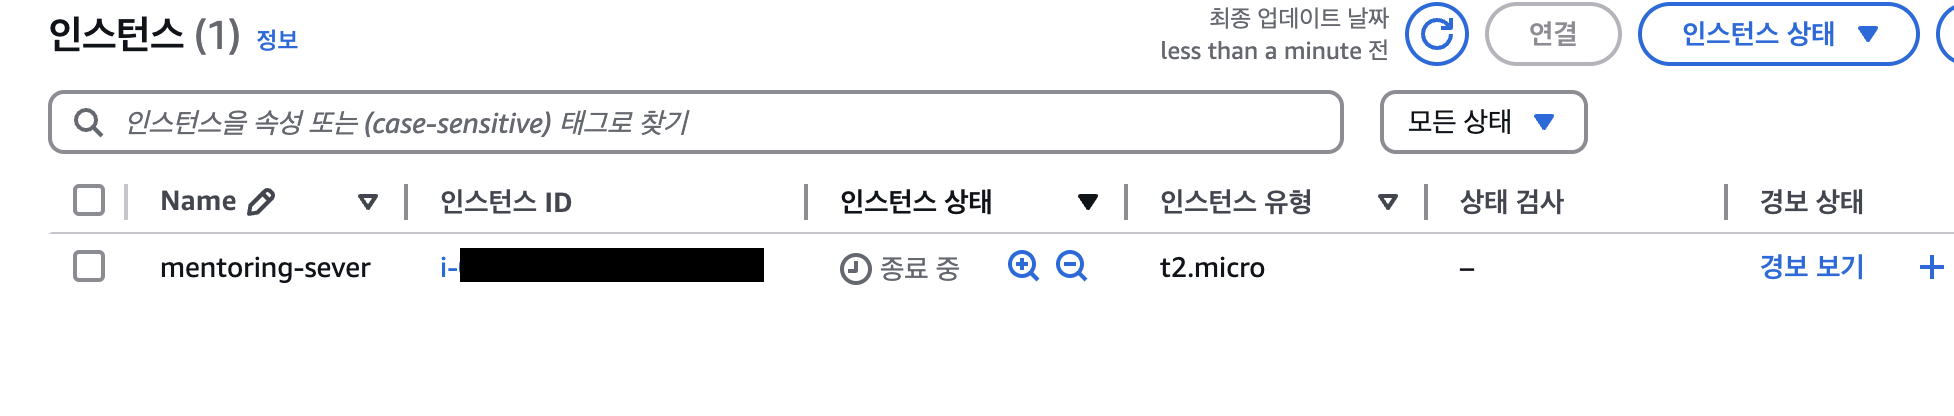 인스턴스 (1) 정보
최종 업데이트 날짜
less than a minute 전
연결
인스턴스 상태
인스턴스을 속성 또는 (case-sensitive) 태그로 찾기
모든 상태
Name 인스턴스 ID 인스턴스 상태 인스턴스 유형 상태 검사 경보 상태
mentoring-sever i- 종료 중 t2.micro – 경보 보기